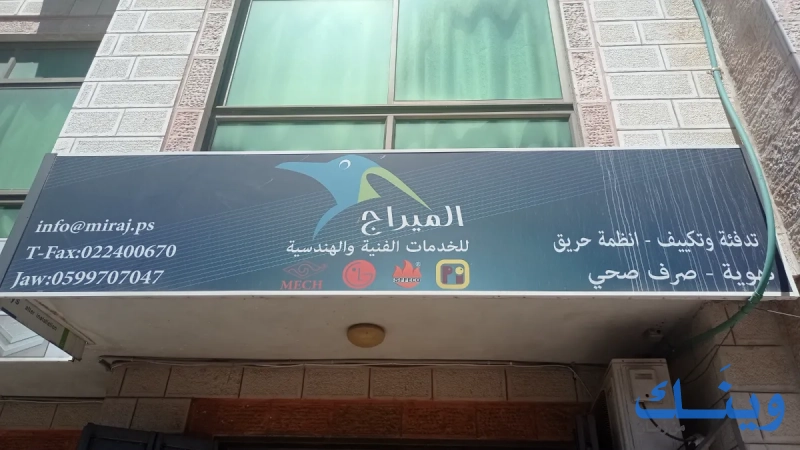 الميراج
للخدمات الفنية والهندسية
info@miraj.ps
T-Fax:022400670
Jaw:0599707047
تدفئة وتكييف - انظمة حريق
- صرف صحي
MECH
وينك